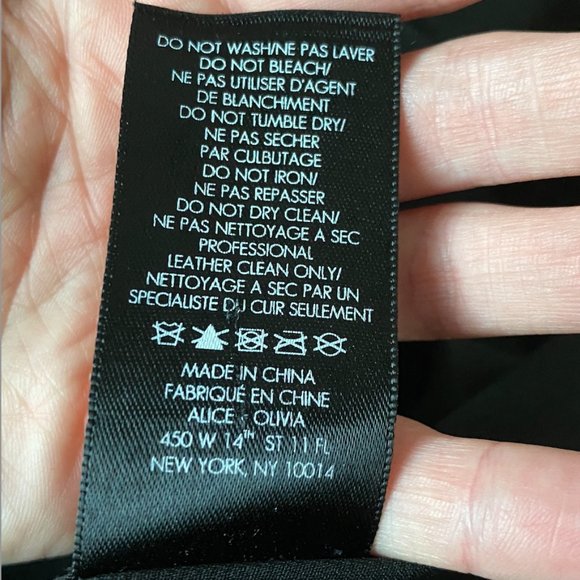 DO NOT WASH/NE PAS LAVER
DO NOT BLEACH/
NE PAS UTILISER D'AGENT
DE BLANCHIMENT
DO NOT TUMBLE DRY/
NE PAS SECHER
PAR CULBUTAGE
DO NOT IRON/
NE PAS REPASSER
DO NOT DRY CLEAN/
NE PAS NETTOYAGE A SEC
PROFESSIONAL
LEATHER CLEAN ONLY/
NETTOYAGE A SEC PAR UN
SPECIALISTE DU CUIR SEULEMENT
MADE IN CHINA
FABRIQUÉ EN CHINE
ALICE + OLIVIA
450 W 14TH ST 11 FL
NEW YORK, NY 10014